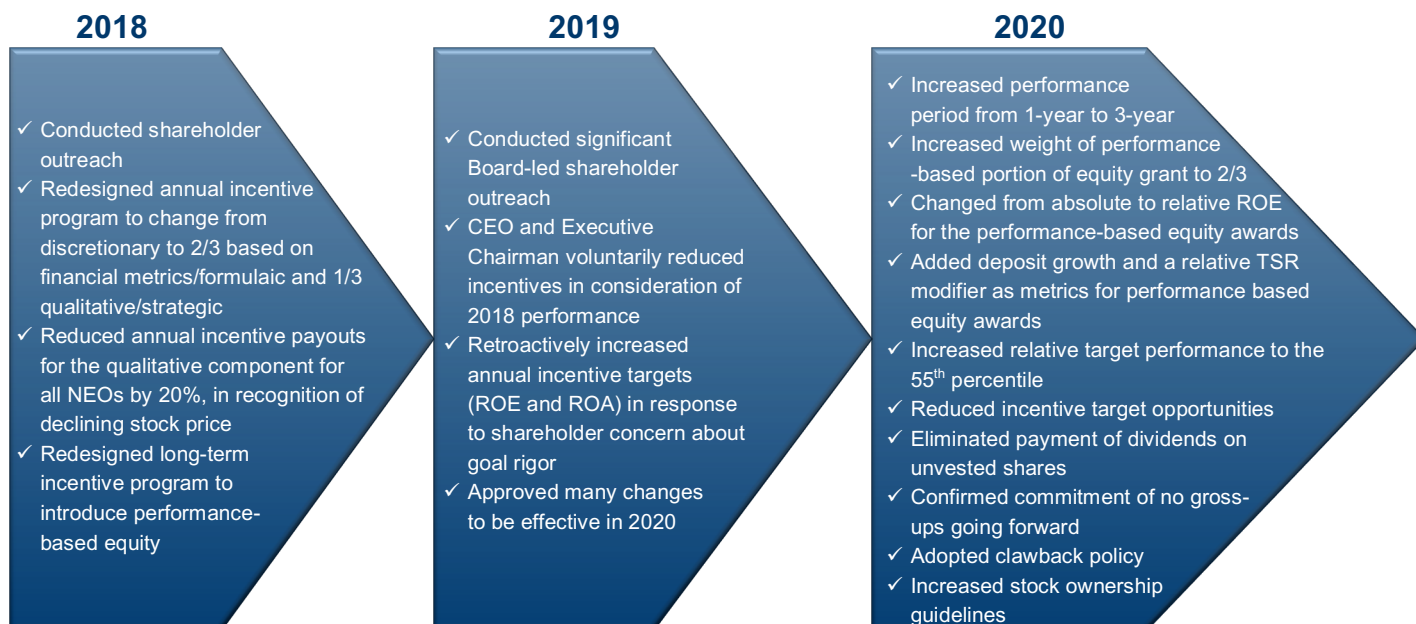 2018
✓ Conducted shareholder
outreach
✓ Redesigned annual incentive
program to change from
discretionary to 2/3 based on
financial metrics/formulaic and 1/3
qualitative/strategic
✓ Reduced annual incentive payouts
for the qualitative component for
all NEOs by 20%, in recognition of
declining stock price
✓ Redesigned long-term
incentive program to
introduce performance-
based equity
2019
✓ Conducted significant
Board-led shareholder
outreach
✓ CEO and Executive
Chairman voluntarily reduced
incentives in consideration of
2018 performance
✓ Retroactively increased
annual incentive targets
(ROE and ROA) in response
to shareholder concern about
goal rigor
✓ Approved many changes
to be effective in 2020
2020
✓ Increased performance
period from 1-year to 3-year
✓ Increased weight of performance
-based portion of equity grant to 2/3
✓ Changed from absolute to relative ROE
for the performance-based equity awards
✓ Added deposit growth and a relative TSR
modifier as metrics for performance based
equity awards
✓ Increased relative target performance to the
55th percentile
✓ Reduced incentive target opportunities
✓ Eliminated payment of dividends on
unvested shares
✓ Confirmed commitment of no gross-
ups going forward
✓ Adopted clawback policy
✓ Increased stock ownership
guidelines